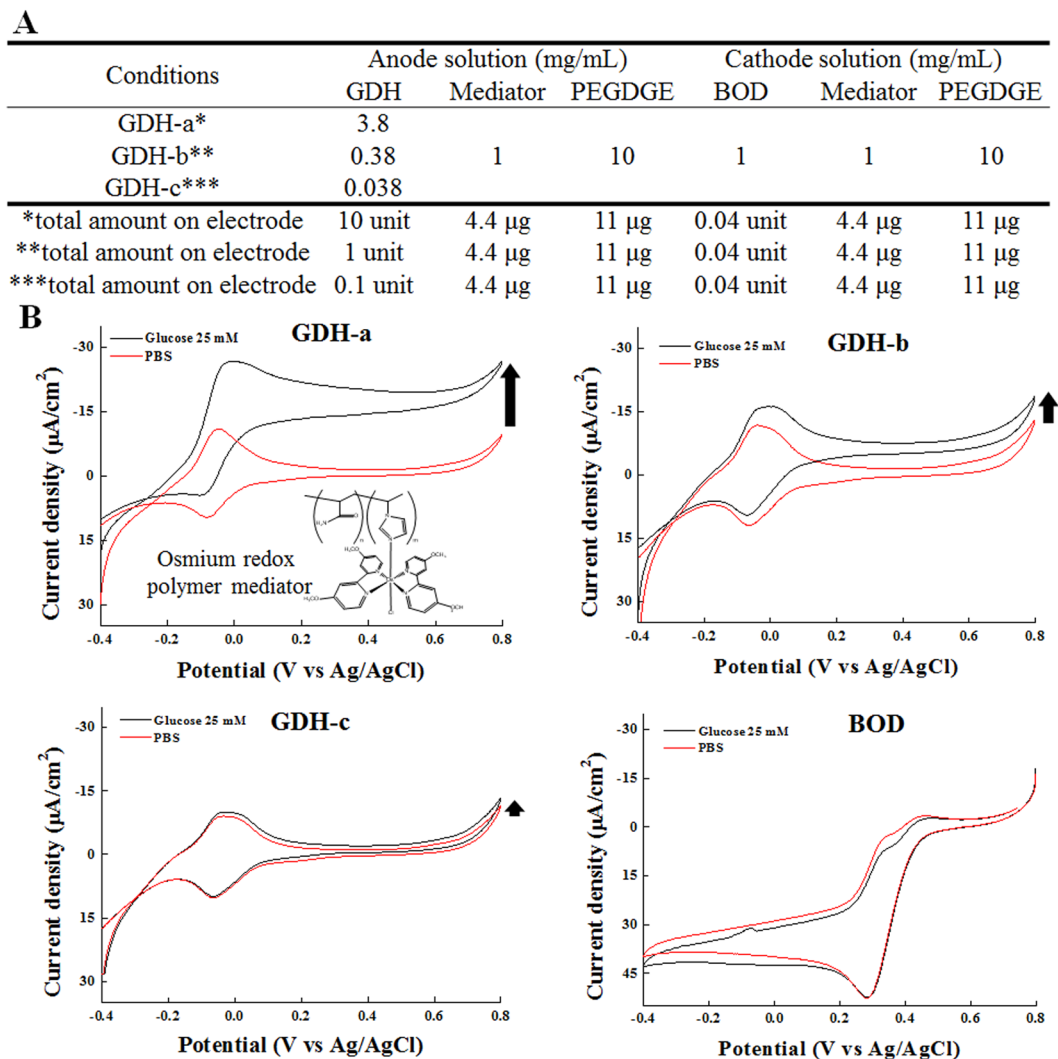 A
Conditions Anode solution (mg/mL) Cathode solution (mg/mL)
GDH Mediator PEGDGE BOD Mediator PEGDGE
GDH-a* 3.8
GDH-b** 0.38 1 10 1 1 10
GDH-c*** 0.038
*total amount on electrode 10 unit 4.4 μg 11 μg 0.04 unit 4.4 μg 11 μg
**total amount on electrode 1 unit 4.4 μg 11 μg 0.04 unit 4.4 μg 11 μg
***total amount on electrode 0.1 unit 4.4 μg 11 μg 0.04 unit 4.4 μg 11 μg
B
GDH-a
Glucose 25 mM
PBS
Current density (μA/cm²)
-30
-15
0
15
30
Osmium redox
polymer mediator
H₂N
O
n
m
N
N
OCH₃
H₃CO
Cl
-0.4 -0.2 0.0 0.2 0.4 0.6 0.8
Potential (V vs Ag/AgCl)
GDH-b
Glucose 25 mM
PBS
Current density (μA/cm²)
-30
-15
0
15
30
-0.4 -0.2 0.0 0.2 0.4 0.6 0.8
Potential (V vs Ag/AgCl)
GDH-c
Glucose 25 mM
PBS
Current density (μA/cm²)
-30
-15
0
15
30
-0.4 -0.2 0.0 0.2 0.4 0.6 0.8
Potential (V vs Ag/AgCl)
BOD
Glucose 25 mM
PBS
Current density (μA/cm²)
-30
-15
0
15
30
45
-0.4 -0.2 0.0 0.2 0.4 0.6 0.8
Potential (V vs Ag/AgCl)